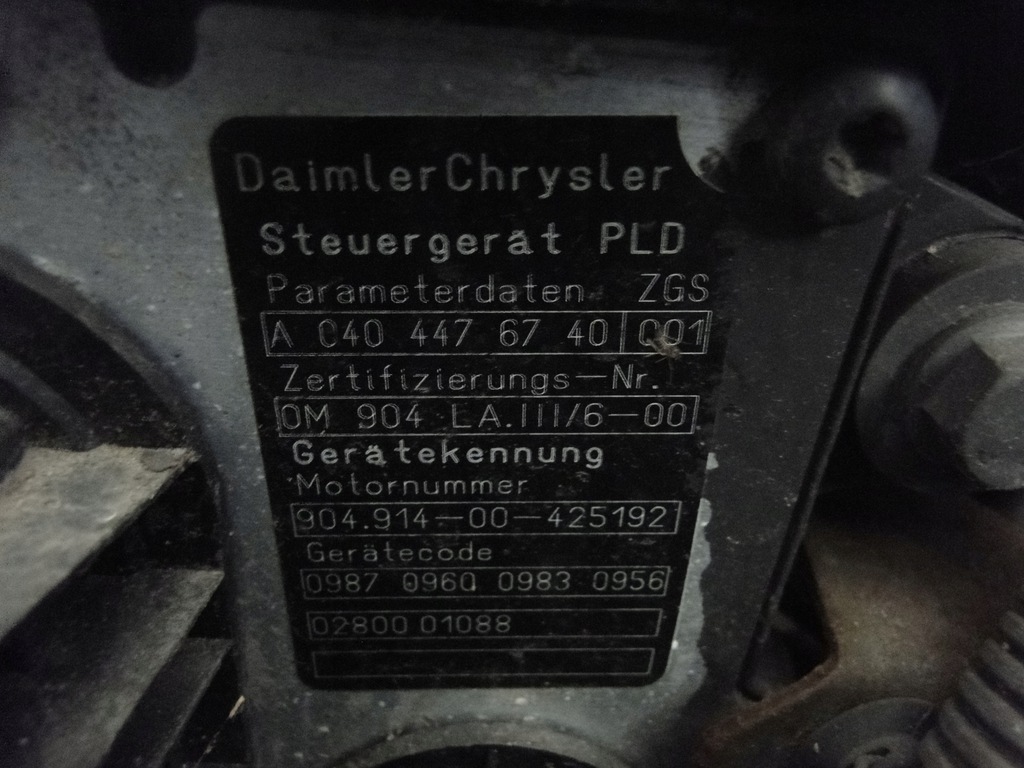 DaimlerChrysler
Steuergerät PLD
Parameterdaten ZGS
A 040 447 67 40 001
Zertifizierungs-Nr.
OM 904 LA.III/6-00
Gerätekennung
Motornummer
904.914-00-425192
Gerätecode
0987 0960 0983 0956
02800 01088